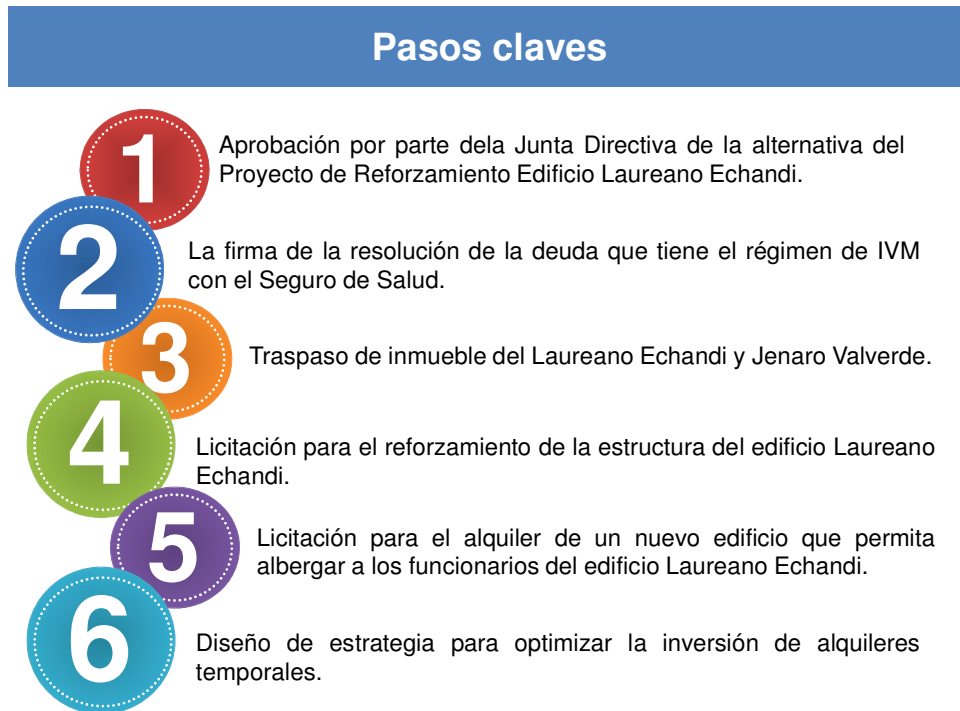 Pasos claves
1
Aprobación por parte dela Junta Directiva de la alternativa del
Proyecto de Reforzamiento Edificio Laureano Echandi.
2
La firma de la resolución de la deuda que tiene el régimen de IVM
con el Seguro de Salud.
3
Traspaso de inmueble del Laureano Echandi y Jenaro Valverde.
4
Licitación para el reforzamiento de la estructura del edificio Laureano
Echandi.
5
Licitación para el alquiler de un nuevo edificio que permita
albergar a los funcionarios del edificio Laureano Echandi.
6
Diseño de estrategia para optimizar la inversión de alquileres
temporales.